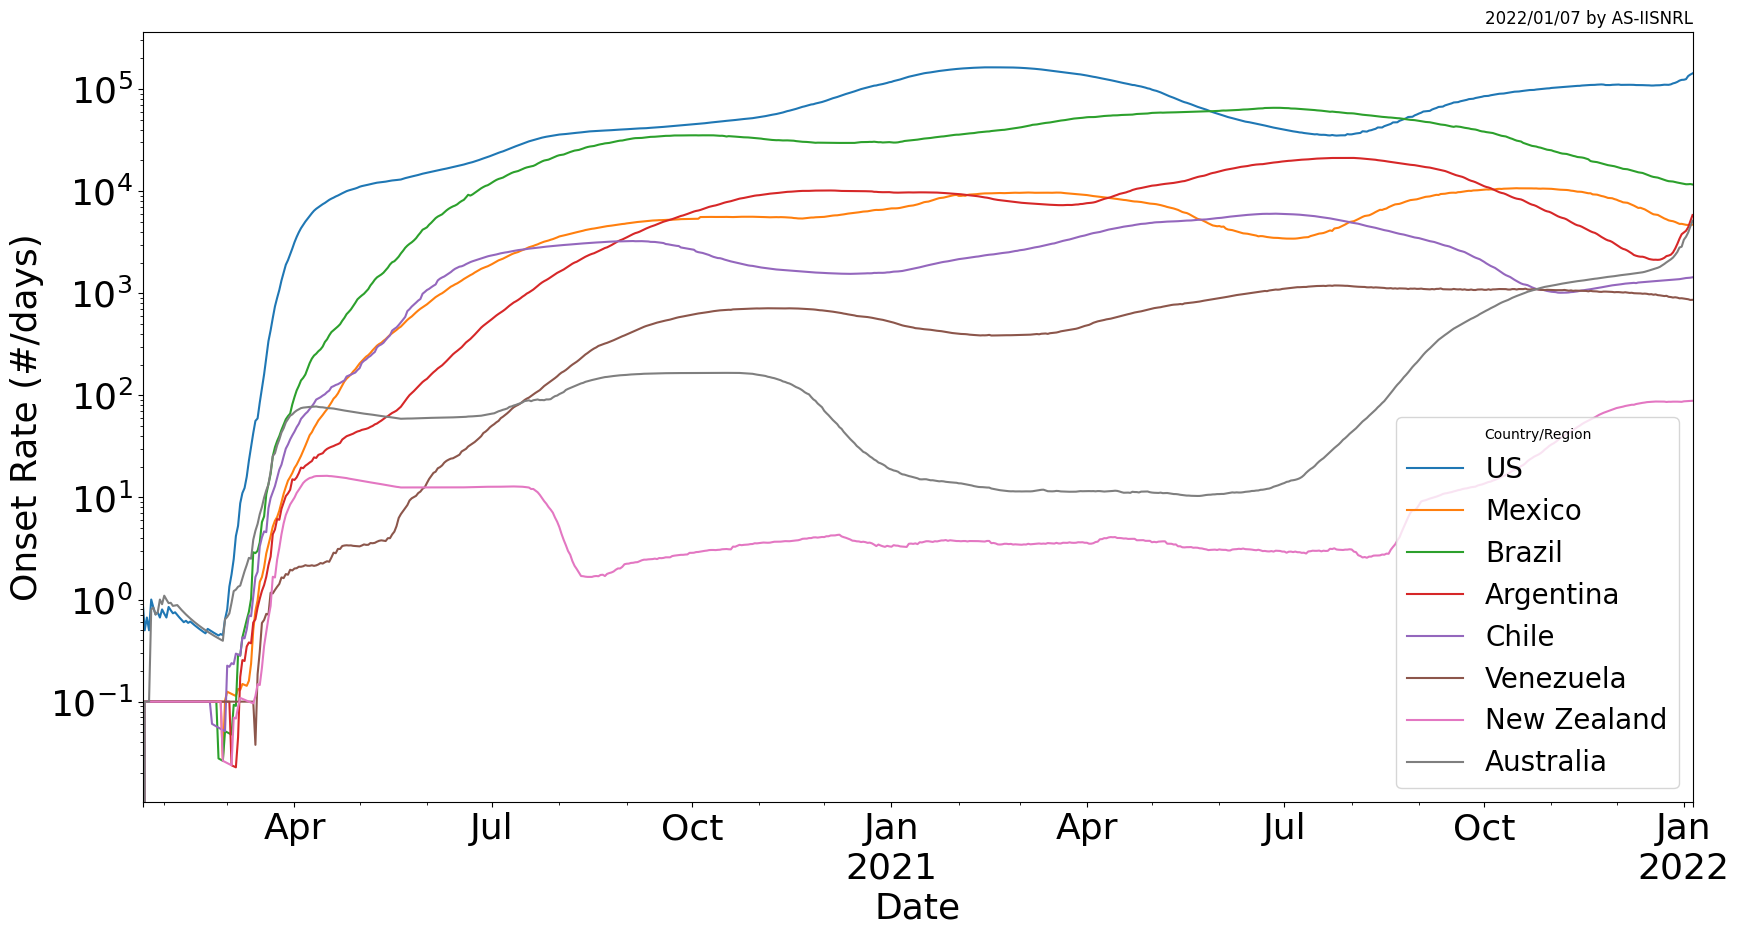 2022/01/07 by AS-IISNRL
Onset Rate (#/days)
10^5
10^4
10^3
10^2
10^1
10^0
10^−1
Country/Region
US
Mexico
Brazil
Argentina
Chile
Venezuela
New Zealand
Australia
Apr Jul Oct Jan Apr Jul Oct Jan
2021 2022
Date